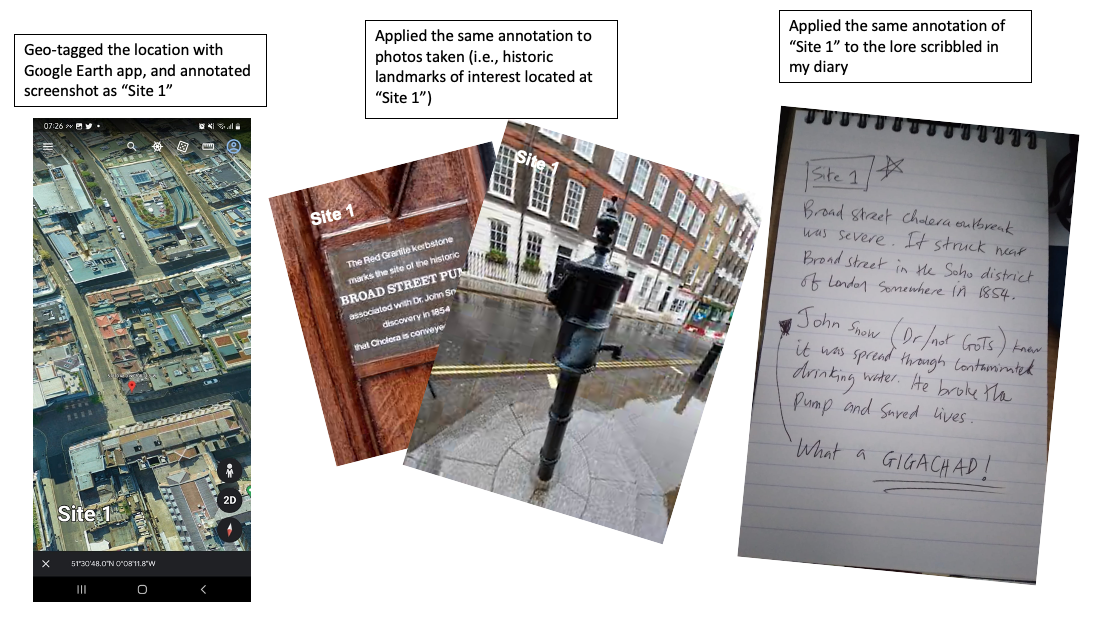 Geo-tagged the location with
Google Earth app, and annotated
screenshot as “Site 1”
Applied the same annotation to
photos taken (i.e., historic
landmarks of interest located at
“Site 1”)
Applied the same annotation of
“Site 1” to the lore scribbled in
my diary
07:26
2D
Site 1
51°30'48.0"N 0°08'11.8"W
Site 1
The Red Granite kerbstone
marks the site of the historic
BROAD STREET PUM
associated with Dr. John Sn
discovery in 1854
that Cholera is conveye
Site 1
Site 1
Broad Street Cholera outbreak
was severe. It struck near
Broad street in the Soho district
of London somewhere in 1854.
John Snow (Dr/not GoTs) knew
it was spread through contaminated
drinking water. He broke the
pump and saved lives.
What a GIGACHAD!